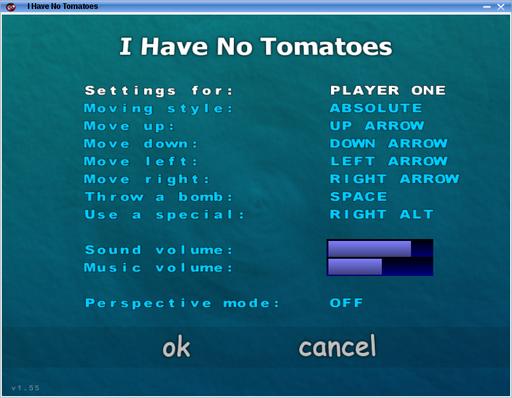 I Have No Tomatoes
I Have No Tomatoes
Settings for: PLAYER ONE
Moving style: ABSOLUTE
Move up: UP ARROW
Move down: DOWN ARROW
Move left: LEFT ARROW
Move right: RIGHT ARROW
Throw a bomb: SPACE
Use a special: RIGHT ALT
Sound volume:
Music volume:
Perspective mode: OFF
ok cancel
v1.55